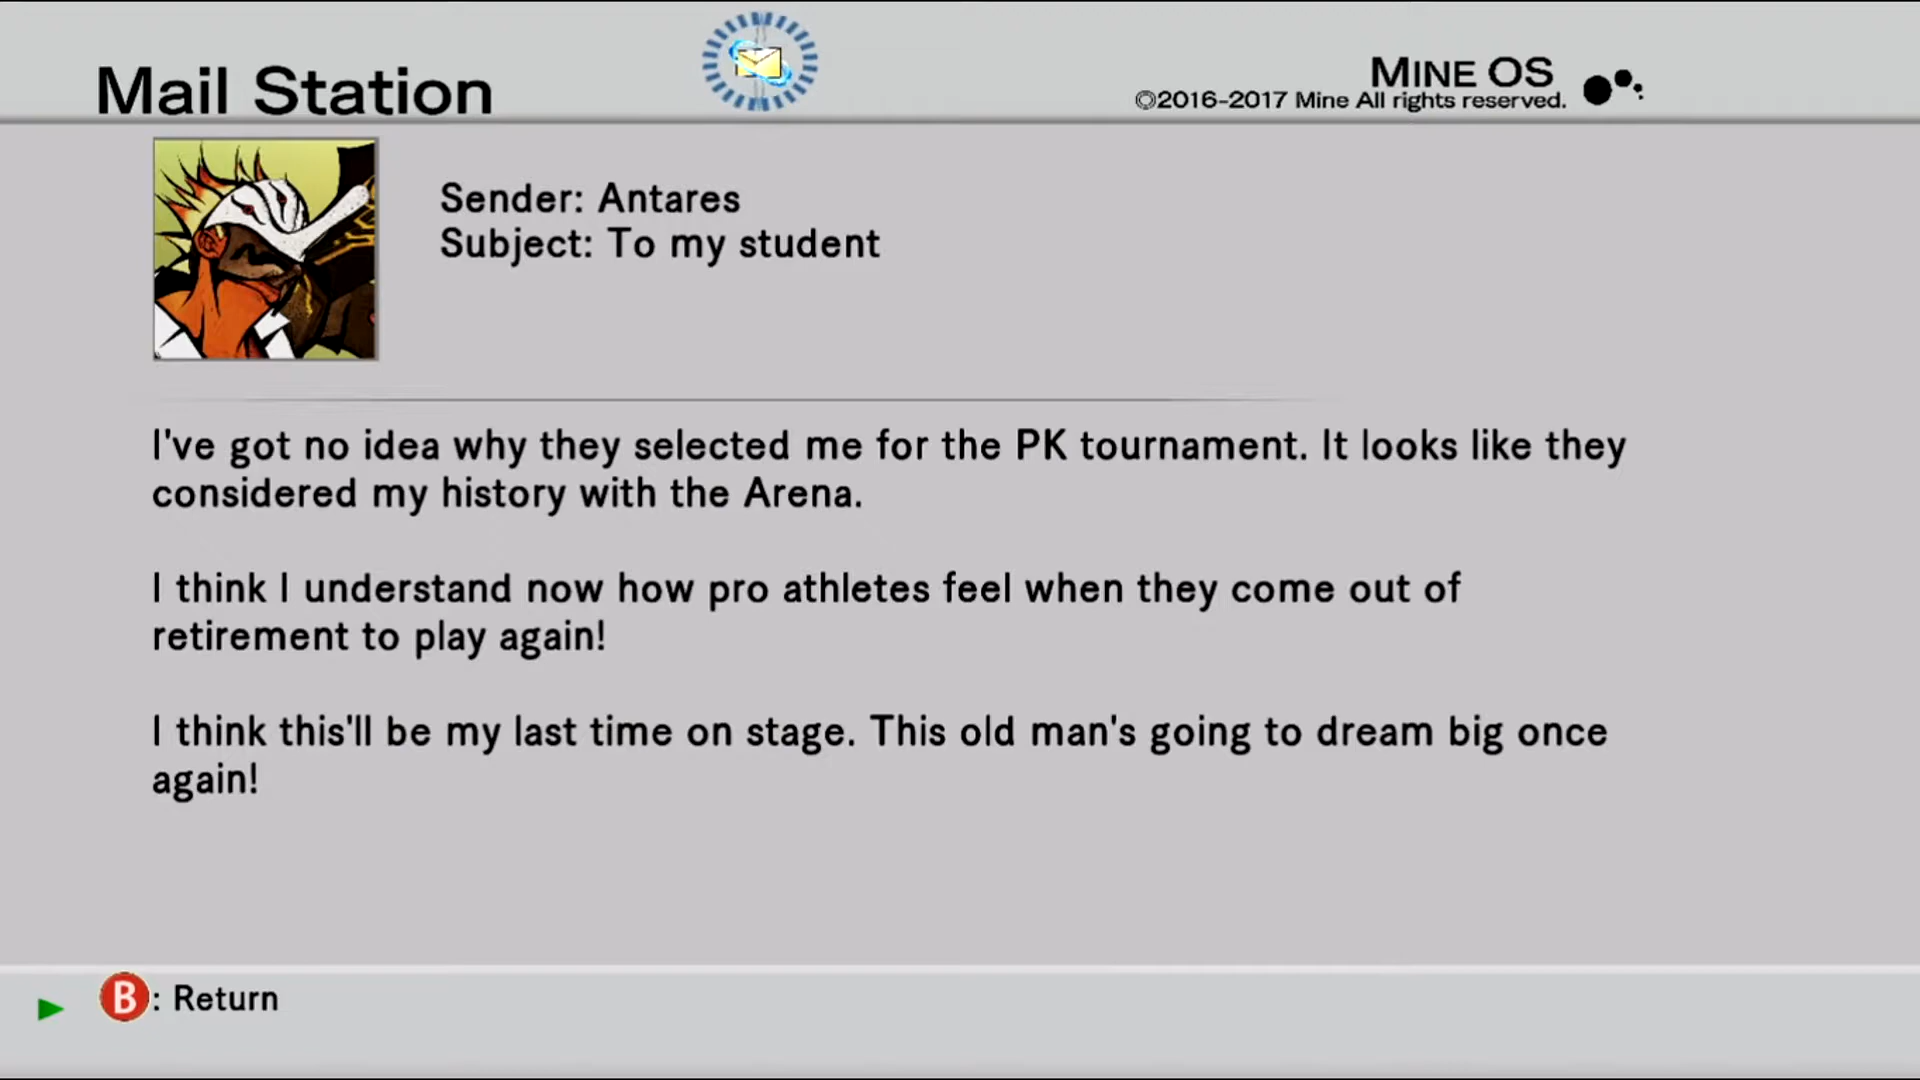 Mail Station
MINE OS
©2016-2017 Mine All rights reserved.
Sender: Antares
Subject: To my student
I've got no idea why they selected me for the PK tournament. It looks like they
considered my history with the Arena.
I think I understand now how pro athletes feel when they come out of
retirement to play again!
I think this'll be my last time on stage. This old man's going to dream big once
again!
B: Return